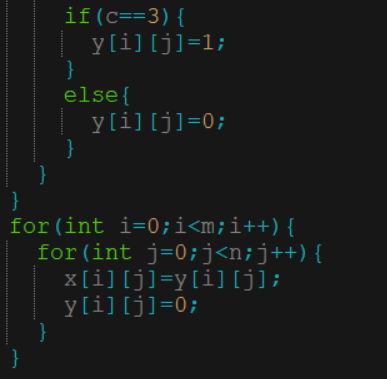 if(c==3){
y[i][j]=1;
}
else{
y[i][j]=0;
}
}
}
for(int i=0;i<m;i++){
for(int j=0;j<n;j++){
x[i][j]=y[i][j];
y[i][j]=0;
}
}